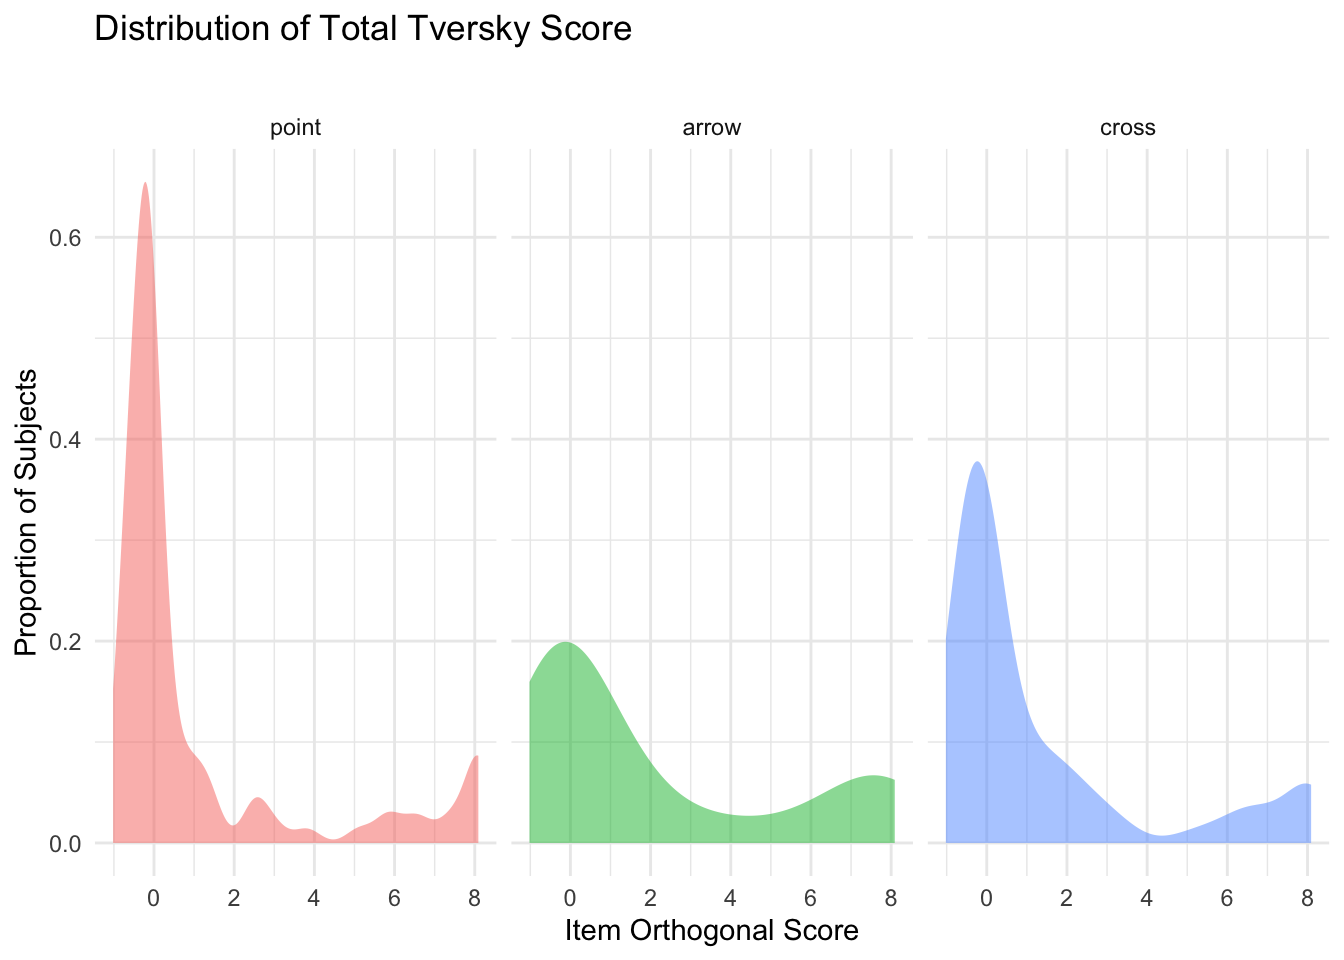 Distribution of Total Tversky Score
point arrow cross
0.6
0.4
0.2
0.0
Proportion of Subjects
0 2 4 6 8 0 2 4 6 8 0 2 4 6 8
Item Orthogonal Score